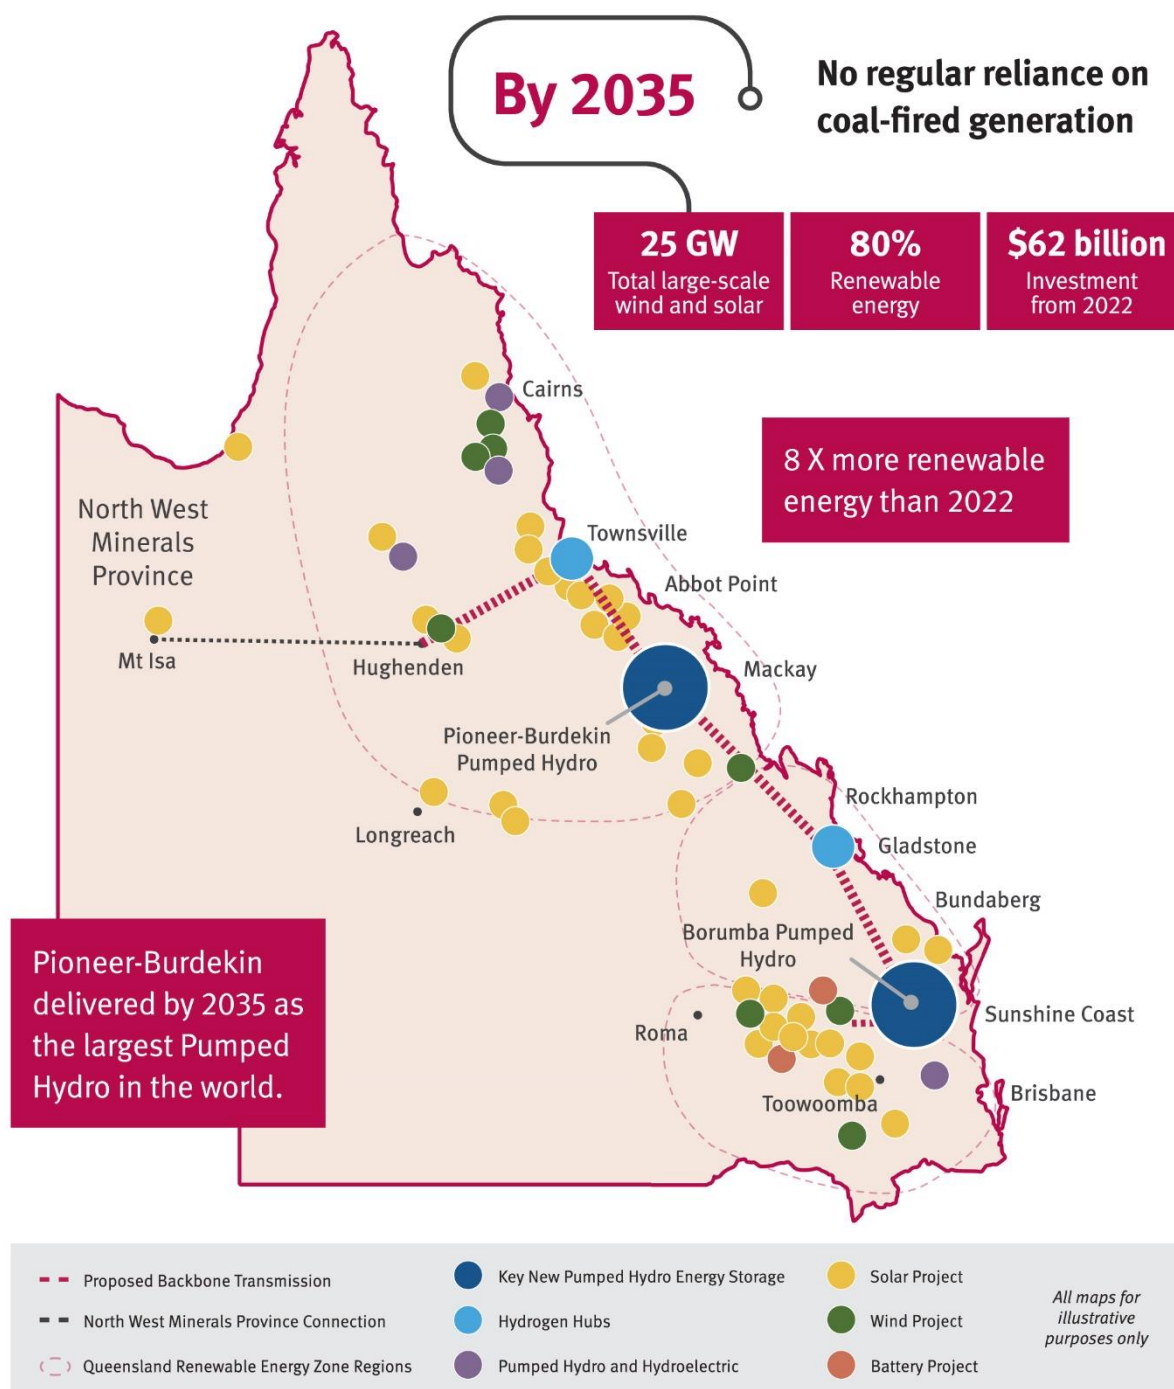 By 2035
No regular reliance on
coal-fired generation
25 GW
Total large-scale
wind and solar
80%
Renewable
energy
$62 billion
Investment
from 2022
Cairns
8 X more renewable
energy than 2022
North West
Minerals
Province
Townsville
Abbot Point
Mt Isa
Hughenden
Mackay
Pioneer-Burdekin
Pumped Hydro
Rockhampton
Longreach
Gladstone
Bundaberg
Borumba Pumped
Hydro
Pioneer-Burdekin
delivered by 2035 as
the largest Pumped
Hydro in the world.
Roma
Sunshine Coast
Toowoomba
Brisbane
Proposed Backbone Transmission
North West Minerals Province Connection
Queensland Renewable Energy Zone Regions
Key New Pumped Hydro Energy Storage
Hydrogen Hubs
Pumped Hydro and Hydroelectric
Solar Project
Wind Project
Battery Project
All maps for
illustrative
purposes only